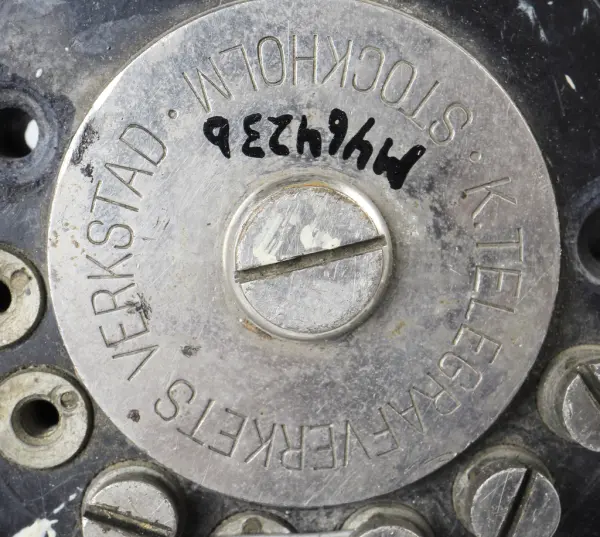 K. TELEGRAFVERKETS VERKSTAD · STOCKHOLM ·
M464236